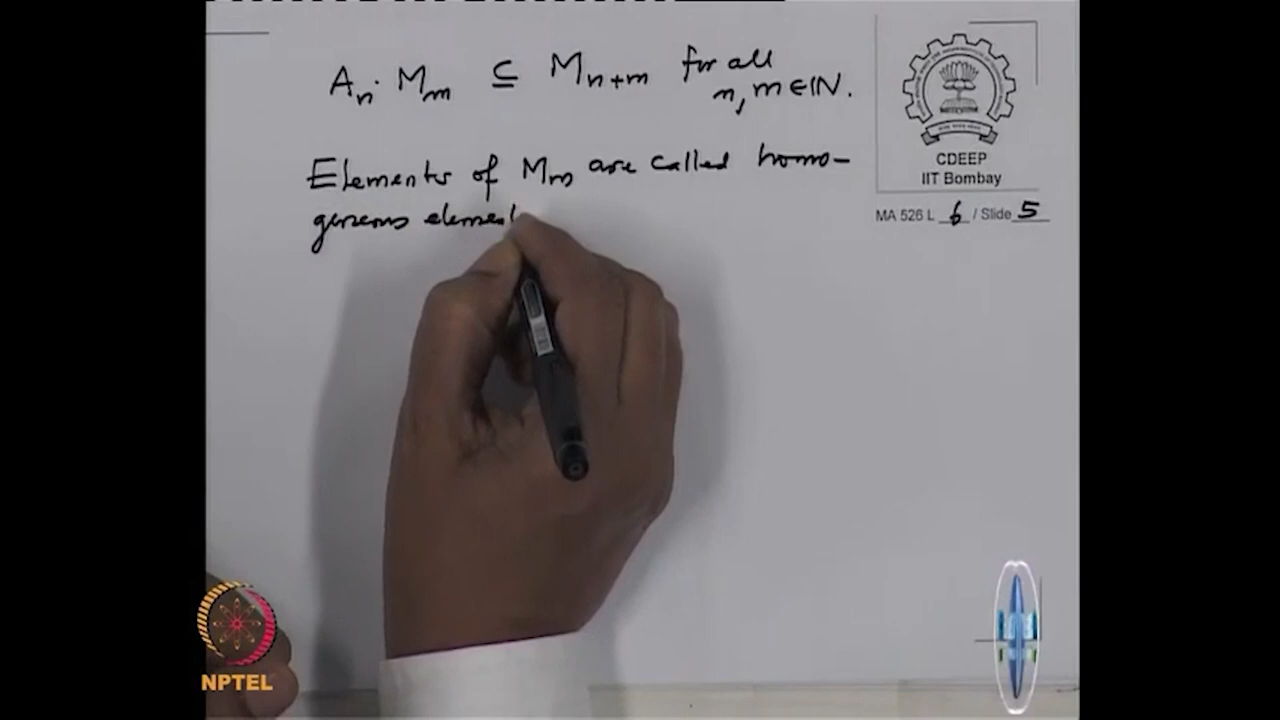 Aₙ · Mₘ ⊆ Mₙ₊ₘ for all
n, m ∈ ℕ.
Elements of Mₘ are called homo-
geneous element
CDEEP
IIT Bombay
MA 526 L 6 / Slide 5
NPTEL